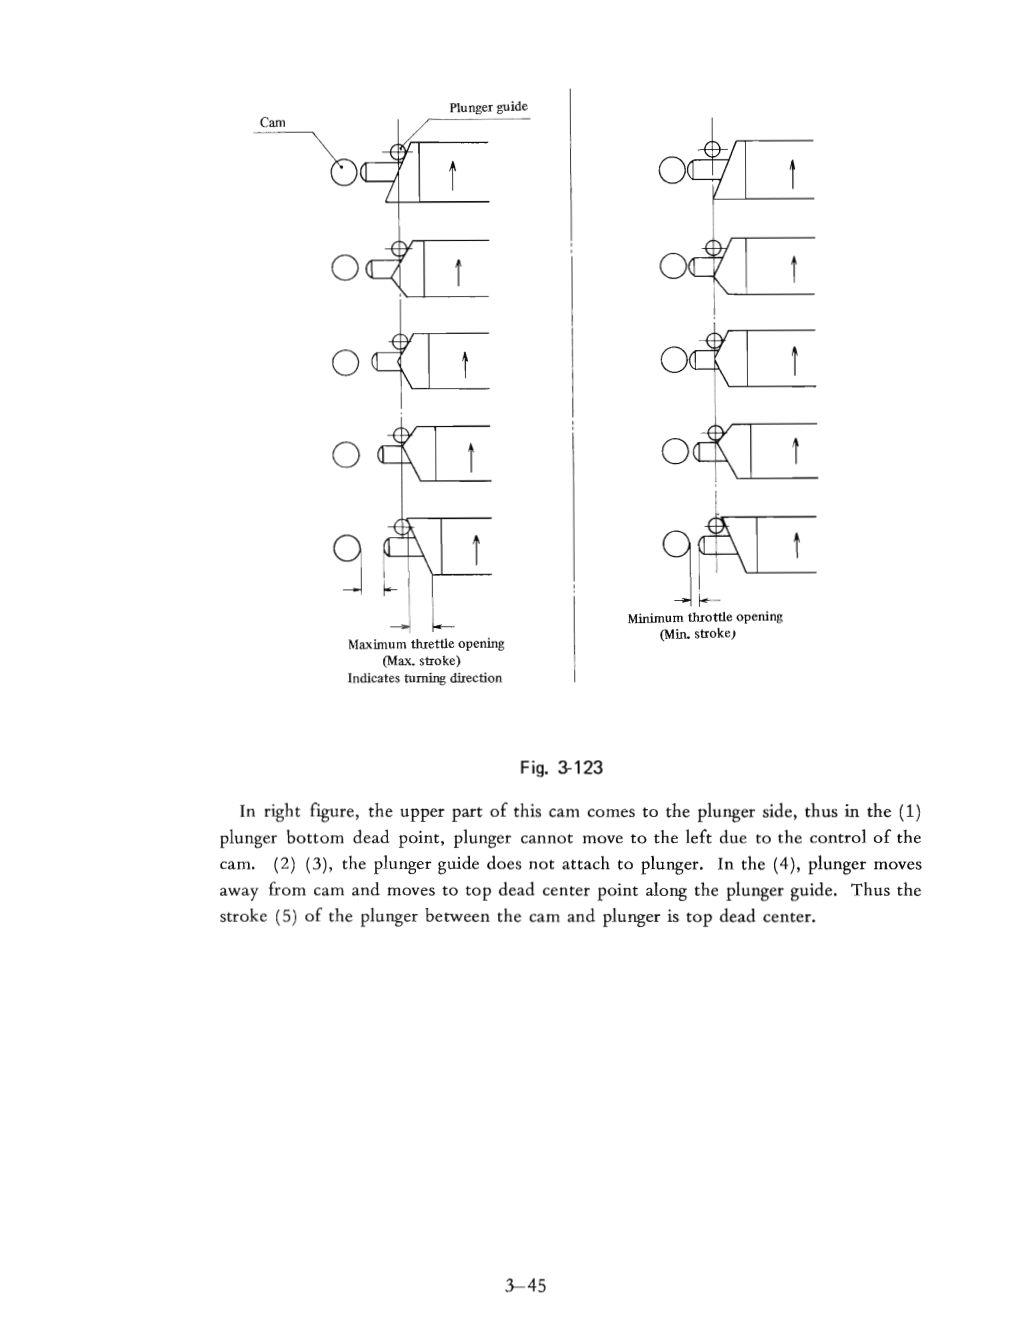 Plunger guide
Cam
Maximum threttle opening
(Max. stroke)
Indicates turning direction
Minimum throttle opening
(Min. stroke)
Fig. 3-123
In right figure, the upper part of this cam comes to the plunger side, thus in the (1)
plunger bottom dead point, plunger cannot move to the left due to the control of the
cam. (2) (3), the plunger guide does not attach to plunger. In the (4), plunger moves
away from cam and moves to top dead center point along the plunger guide. Thus the
stroke (5) of the plunger between the cam and plunger is top dead center.
3—45